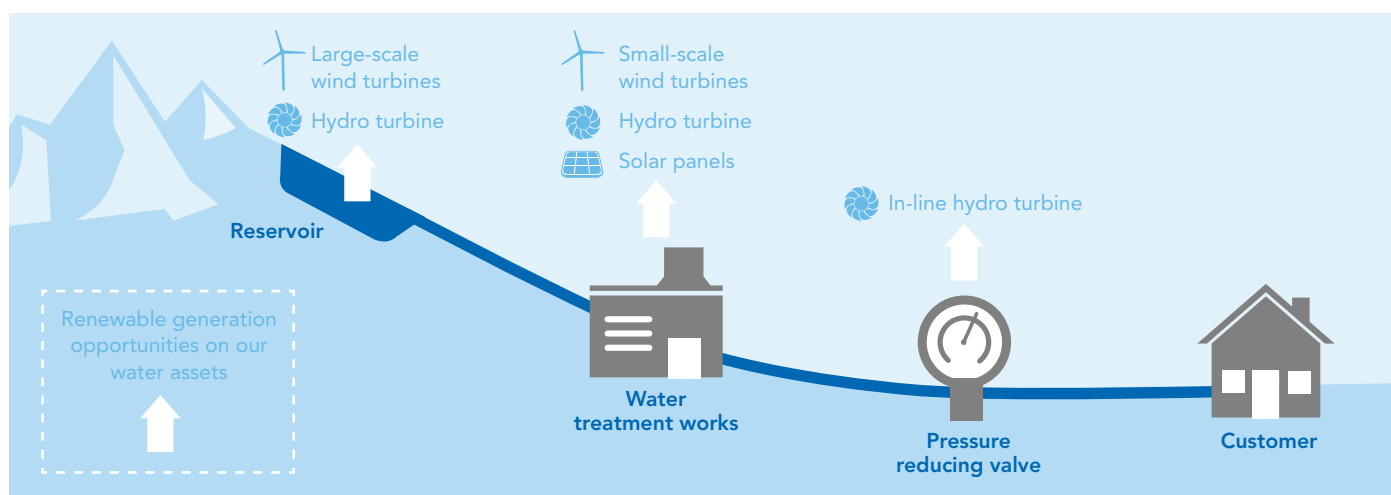 Large-scale
wind turbines
Hydro turbine
Reservoir
Small-scale
wind turbines
Hydro turbine
Solar panels
In-line hydro turbine
Renewable generation
opportunities on our
water assets
Water
treatment works
Pressure
reducing valve
Customer